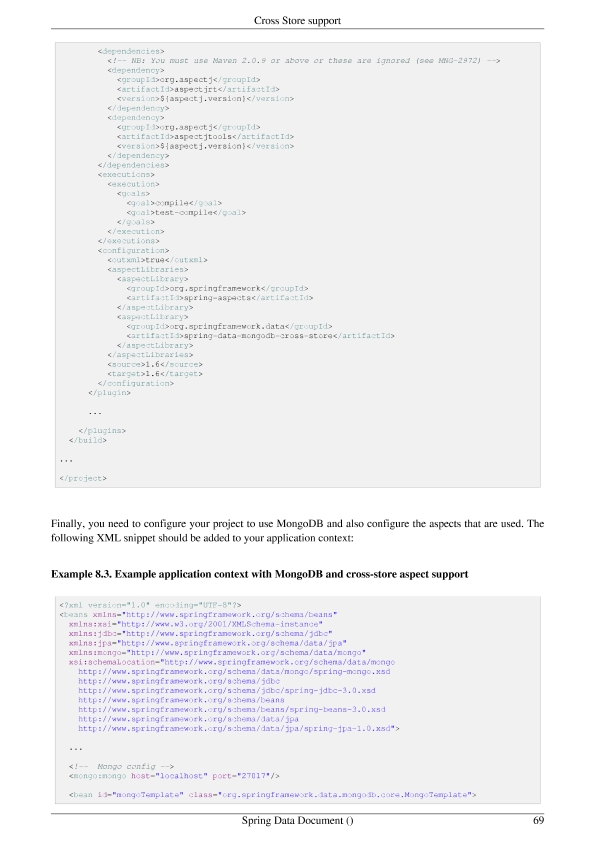 Cross Store support
<dependencies>
<!-- NB: You must use Maven 2.0.9 or above or these are ignored (see MNG-2972) -->
<dependency>
<groupId>org.aspectj</groupId>
<artifactId>aspectjrt</artifactId>
<version>${aspectj.version}</version>
</dependency>
<dependency>
<groupId>org.aspectj</groupId>
<artifactId>aspectjtools</artifactId>
<version>${aspectj.version}</version>
</dependency>
</dependencies>
<executions>
<execution>
<goals>
<goal>compile</goal>
<goal>test-compile</goal>
</goals>
</execution>
</executions>
<configuration>
<outxml>true</outxml>
<aspectLibraries>
<aspectLibrary>
<groupId>org.springframework</groupId>
<artifactId>spring-aspects</artifactId>
</aspectLibrary>
<aspectLibrary>
<groupId>org.springframework.data</groupId>
<artifactId>spring-data-mongodb-cross-store</artifactId>
</aspectLibrary>
</aspectLibraries>
<source>1.6</source>
<target>1.6</target>
</configuration>
</plugin>
...
</plugins>
</build>
...
</project>
Finally, you need to configure your project to use MongoDB and also configure the aspects that are used. The
following XML snippet should be added to your application context:
Example 8.3. Example application context with MongoDB and cross-store aspect support
<?xml version="1.0" encoding="UTF-8"?>
<beans xmlns="http://www.springframework.org/schema/beans"
xmlns:xsi="http://www.w3.org/2001/XMLSchema-instance"
xmlns:jdbc="http://www.springframework.org/schema/jdbc"
xmlns:jpa="http://www.springframework.org/schema/data/jpa"
xmlns:mongo="http://www.springframework.org/schema/data/mongo"
xsi:schemaLocation="http://www.springframework.org/schema/data/mongo
http://www.springframework.org/schema/data/mongo/spring-mongo.xsd
http://www.springframework.org/schema/jdbc
http://www.springframework.org/schema/jdbc/spring-jdbc-3.0.xsd
http://www.springframework.org/schema/beans
http://www.springframework.org/schema/beans/spring-beans-3.0.xsd
http://www.springframework.org/schema/data/jpa
http://www.springframework.org/schema/data/jpa/spring-jpa-1.0.xsd">
...
<!-- Mongo config -->
<mongo:mongo host="localhost" port="27017"/>
<bean id="mongoTemplate" class="org.springframework.data.mongodb.core.MongoTemplate">
Spring Data Document ()
69